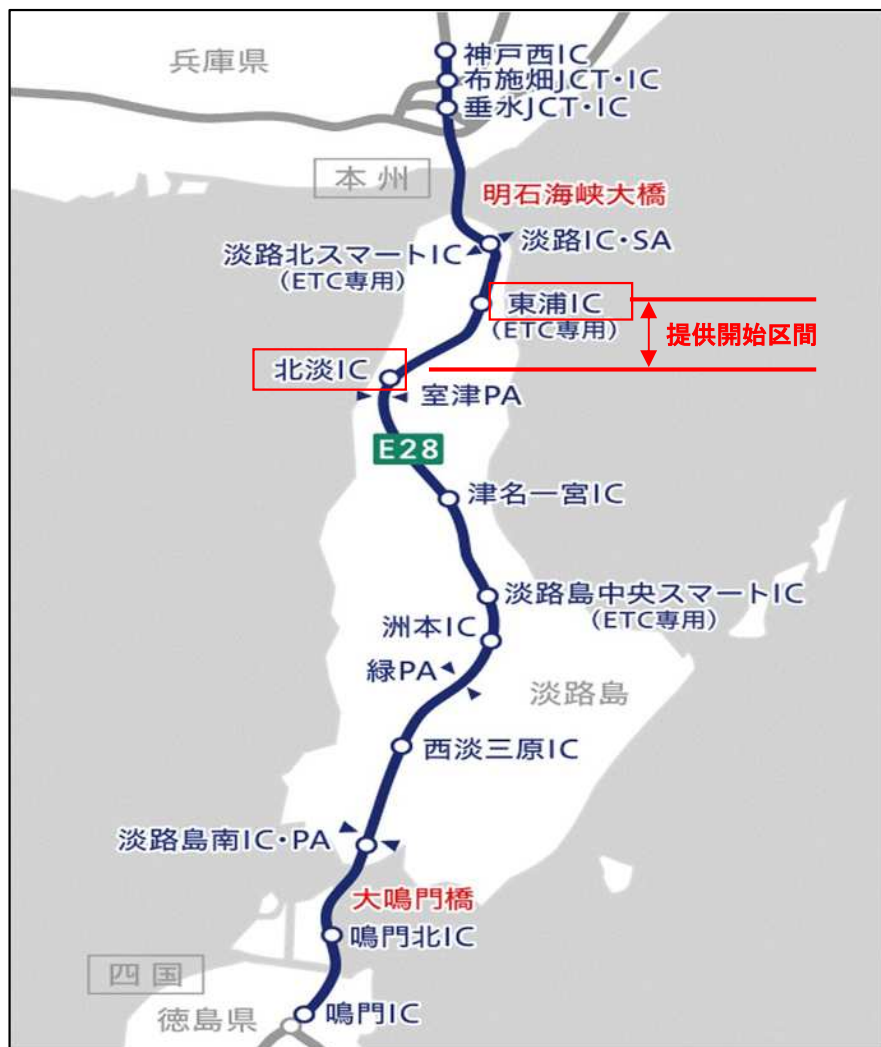 兵庫県
神戸西IC
布施畑JCT・IC
垂水JCT・IC
本州
明石海峡大橋
淡路IC・SA
淡路北スマートIC
(ETC専用)
東浦IC
(ETC専用)
提供開始区間
北淡IC
室津PA
E28
津名一宮IC
淡路島中央スマートIC
(ETC専用)
洲本IC
緑PA
淡路島
西淡三原IC
淡路島南IC・PA
大鳴門橋
鳴門北IC
四国
徳島県
鳴門IC